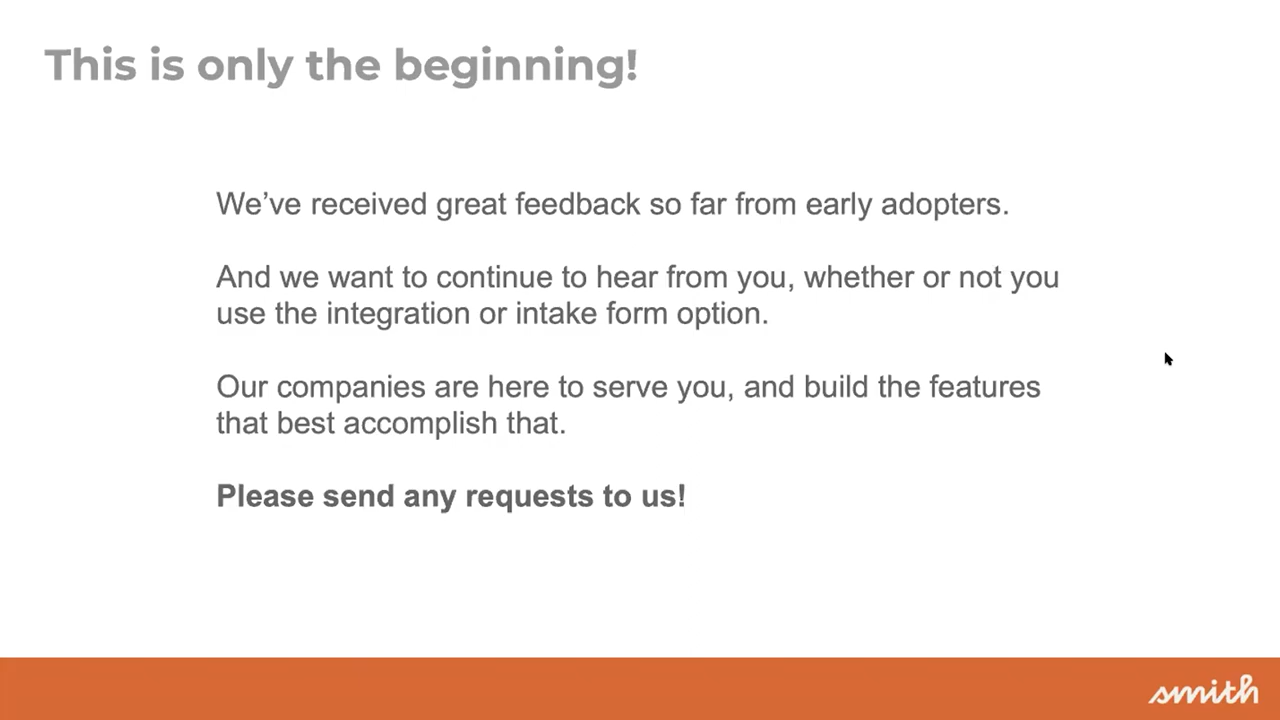 This is only the beginning!
We’ve received great feedback so far from early adopters.
And we want to continue to hear from you, whether or not you
use the integration or intake form option.
Our companies are here to serve you, and build the features
that best accomplish that.
Please send any requests to us!
smith